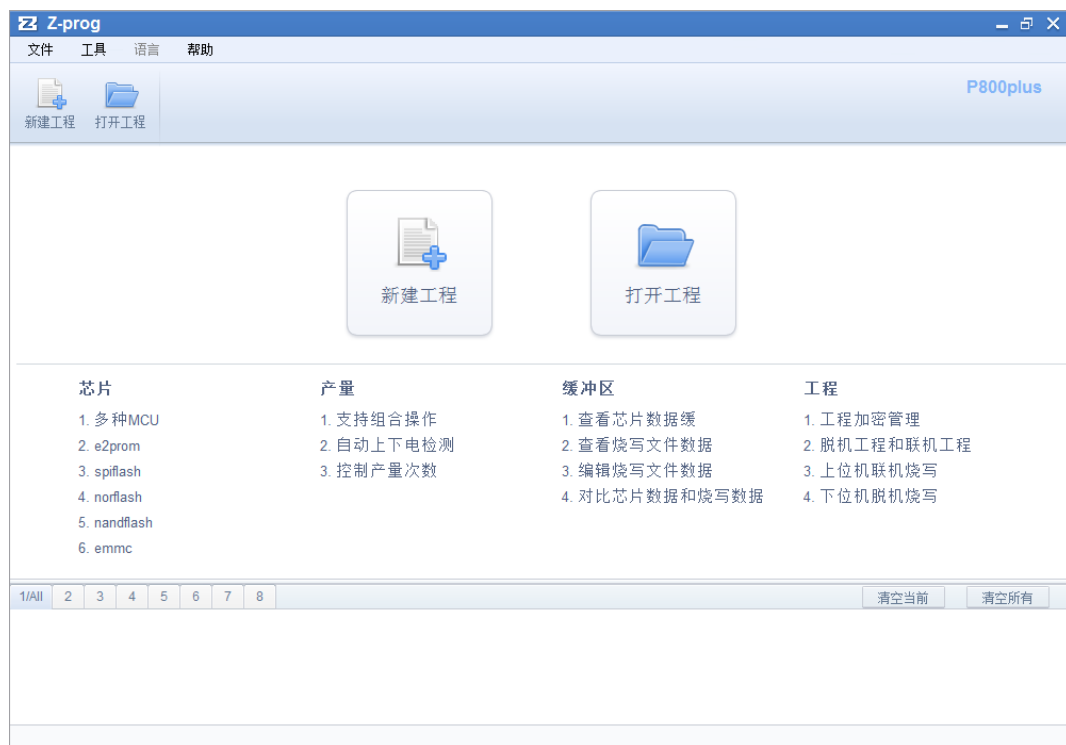 Z-prog
文件 工具 语言 帮助
P800plus
新建工程 打开工程
新建工程 打开工程
芯片 产量 缓冲区 工程
1. 多种MCU 1. 支持组合操作 1. 查看芯片数据缓 1. 工程加密管理
2. e2prom 2. 自动上下电检测 2. 查看烧写文件数据 2. 脱机工程和联机工程
3. spiflash 3. 控制产量次数 3. 编辑烧写文件数据 3. 上位机联机烧写
4. norflash 4. 对比芯片数据和烧写数据 4. 下位机脱机烧写
5. nandflash
6. emmc
1/All 2 3 4 5 6 7 8 清空当前 清空所有